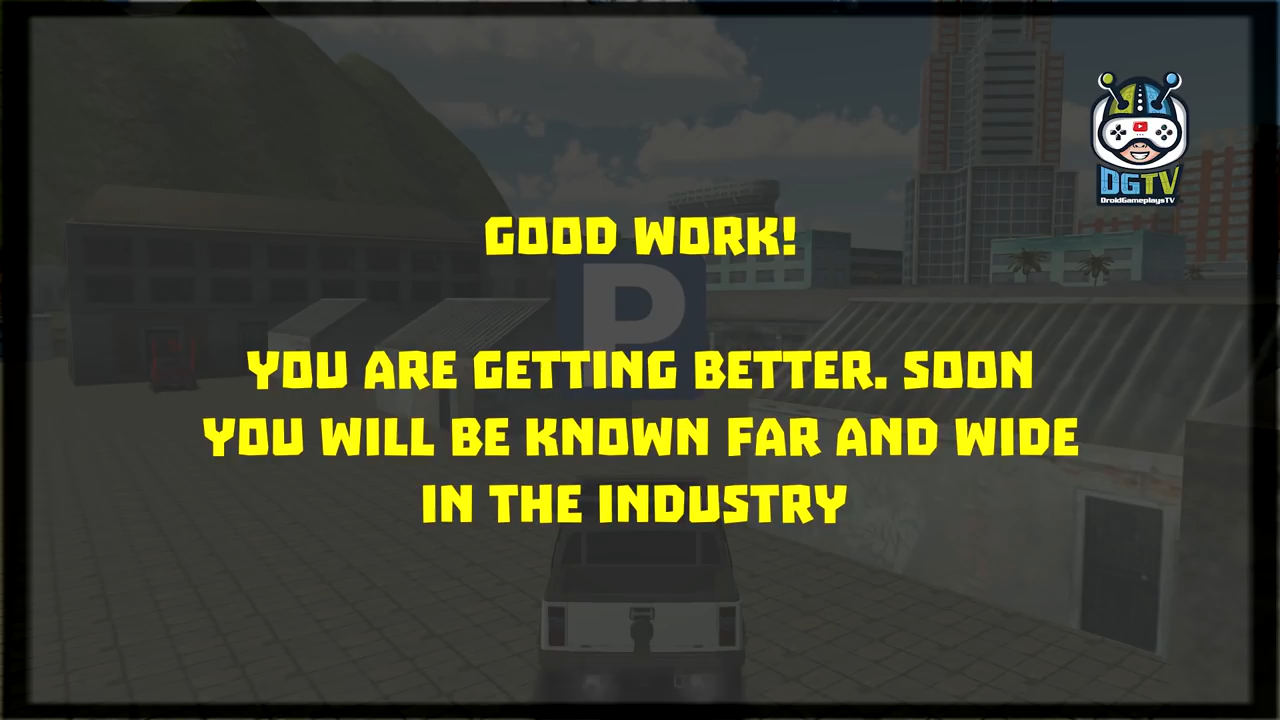 DGTV
DroidGameplaysTV
GOOD WORK!
P
YOU ARE GETTING BETTER. SOON
YOU WILL BE KNOWN FAR AND WIDE
IN THE INDUSTRY